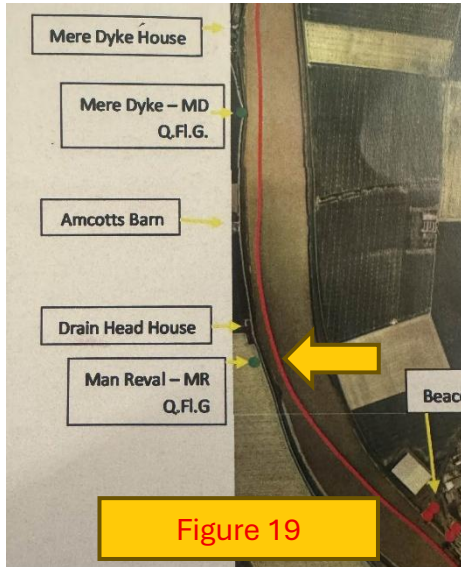 Mere Dyke House
Mere Dyke – MD
Q.Fl.G.
Amcotts Barn
Drain Head House
Man Reval – MR
Q.Fl.G
Figure 19